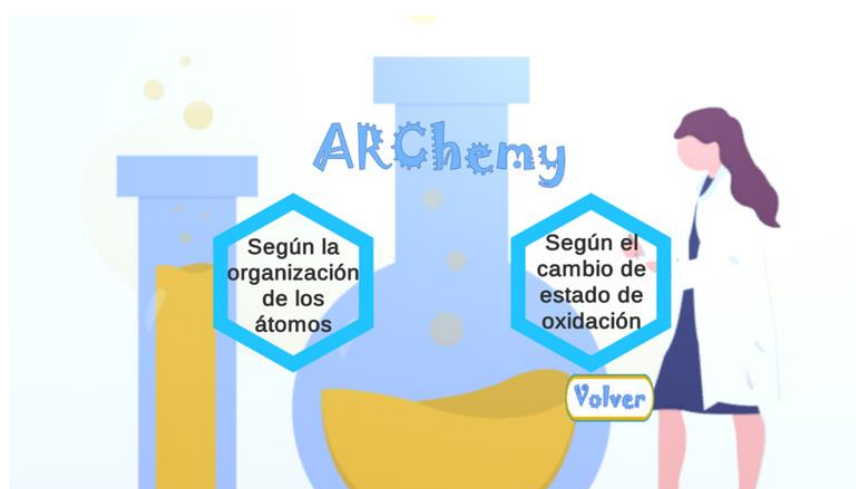 ARChemy
Según la
organización
de los
átomos
Según el
cambio de
estado de
oxidación
Volver